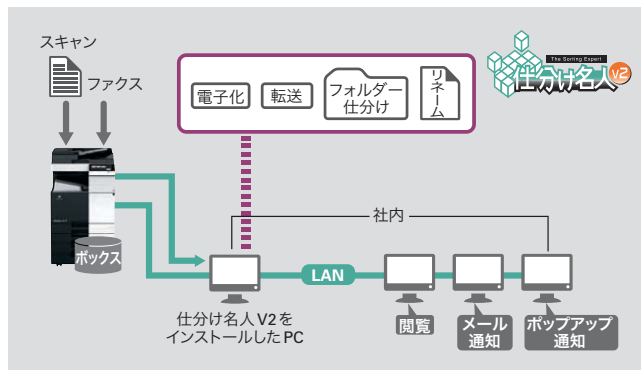 スキャン
ファクス
電子化
転送
フォルダー
仕分け
リネーム
The Sorting Expert
仕分け名人 V2
社内
ボックス
LAN
仕分け名人 V2を
インストールしたPC
閲覧
メール
通知
ポップアップ
通知